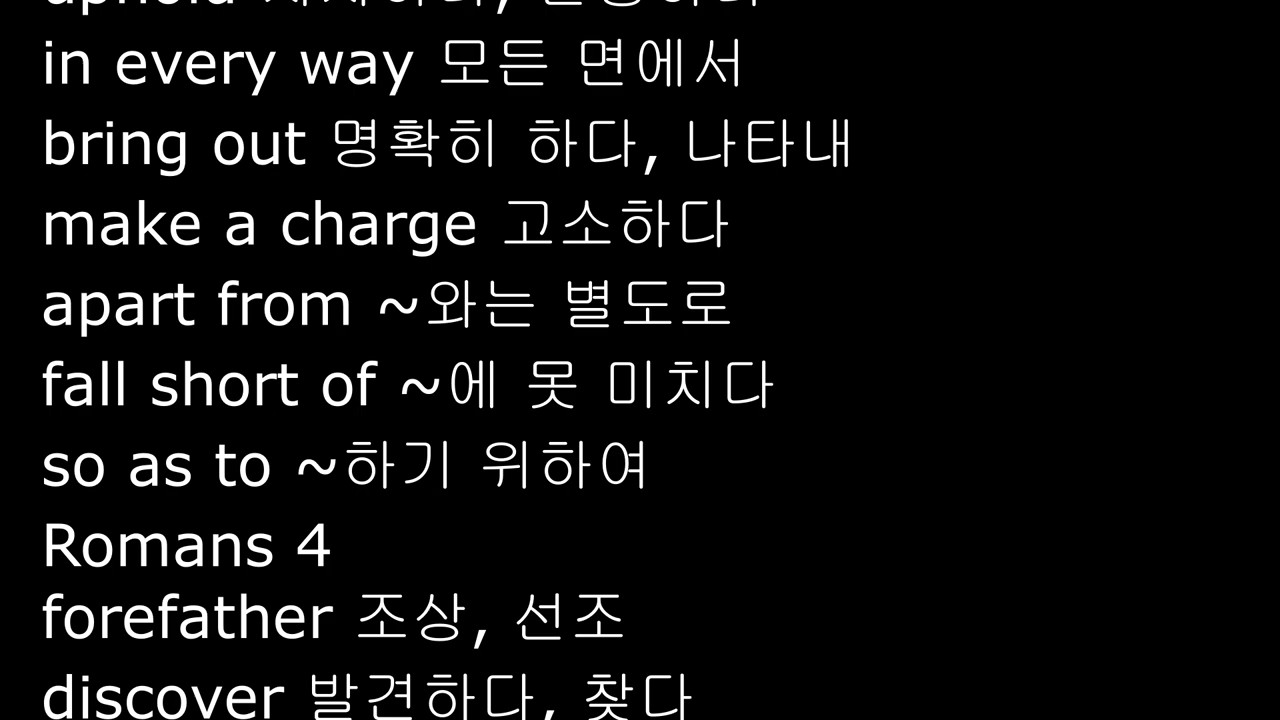 uphold
in every way 모든 면에서
bring out 명확히 하다, 나타내
make a charge 고소하다
apart from ~와는 별도로
fall short of ~에 못 미치다
so as to ~하기 위하여
Romans 4
forefather 조상, 선조
discover 발견하다, 찾다